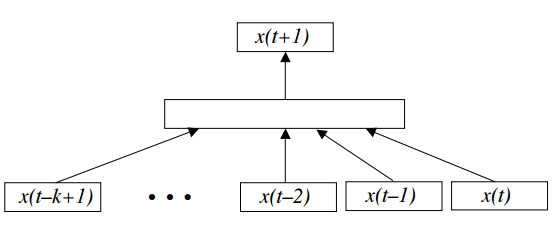 x(t+1)
x(t–k+1) • • • x(t–2) x(t–1) x(t)